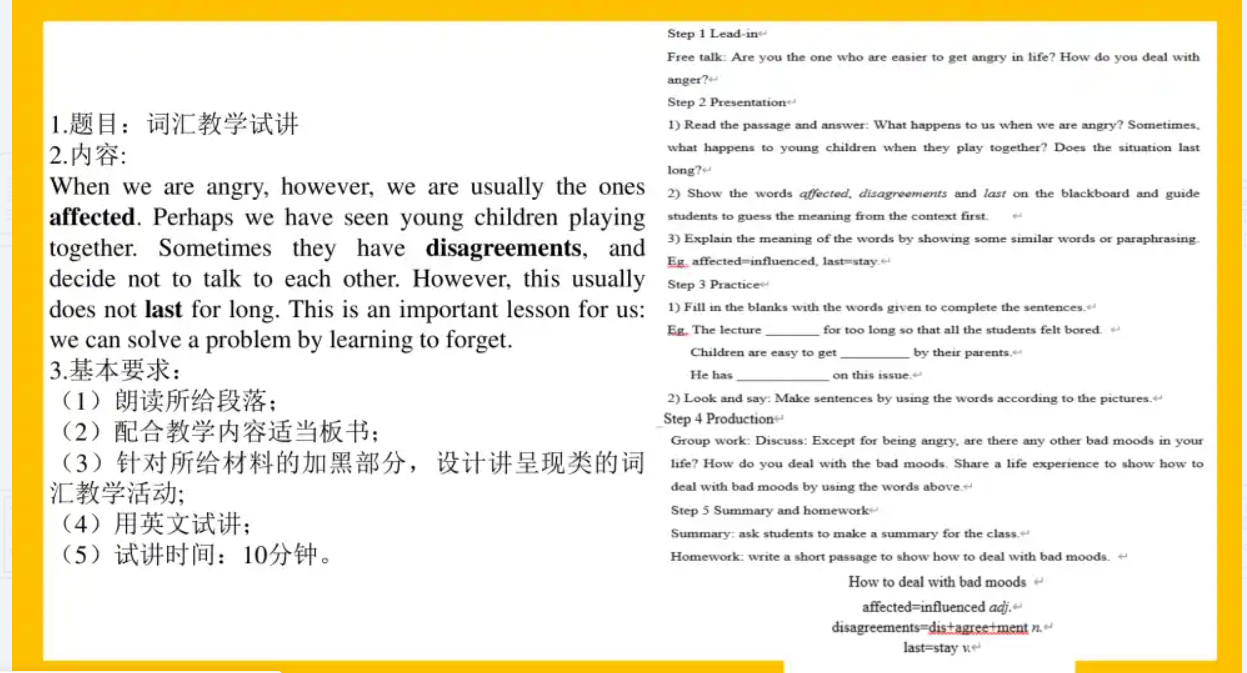 1.题目：词汇教学试讲
2.内容:
When we are angry, however, we are usually the ones
affected. Perhaps we have seen young children playing
together. Sometimes they have disagreements, and
decide not to talk to each other. However, this usually
does not last for long. This is an important lesson for us:
we can solve a problem by learning to forget.
3.基本要求：
（1）朗读所给段落；
（2）配合教学内容适当板书；
（3）针对所给材料的加黑部分，设计讲呈现类的词
汇教学活动;
（4）用英文试讲；
（5）试讲时间：10分钟。
Step 1 Lead-in
Free talk: Are you the one who are easier to get angry in life? How do you deal with
anger?
Step 2 Presentation
1) Read the passage and answer: What happens to us when we are angry? Sometimes,
what happens to young children when they play together? Does the situation last
long?
2) Show the words affected, disagreements and last on the blackboard and guide
students to guess the meaning from the context first.
3) Explain the meaning of the words by showing some similar words or paraphrasing.
Eg. affected=influenced, last=stay.
Step 3 Practice
1) Fill in the blanks with the words given to complete the sentences.
Eg. The lecture ________ for too long so that all the students felt bored.
Children are easy to get __________ by their parents.
He has ______________ on this issue.
2) Look and say: Make sentences by using the words according to the pictures.
Step 4 Production
Group work: Discuss: Except for being angry, are there any other bad moods in your
life? How do you deal with the bad moods. Share a life experience to show how to
deal with bad moods by using the words above.
Step 5 Summary and homework
Summary: ask students to make a summary for the class.
Homework: write a short passage to show how to deal with bad moods.
How to deal with bad moods
affected=influenced adj.
disagreements=dis+agree+ment n.
last=stay v.